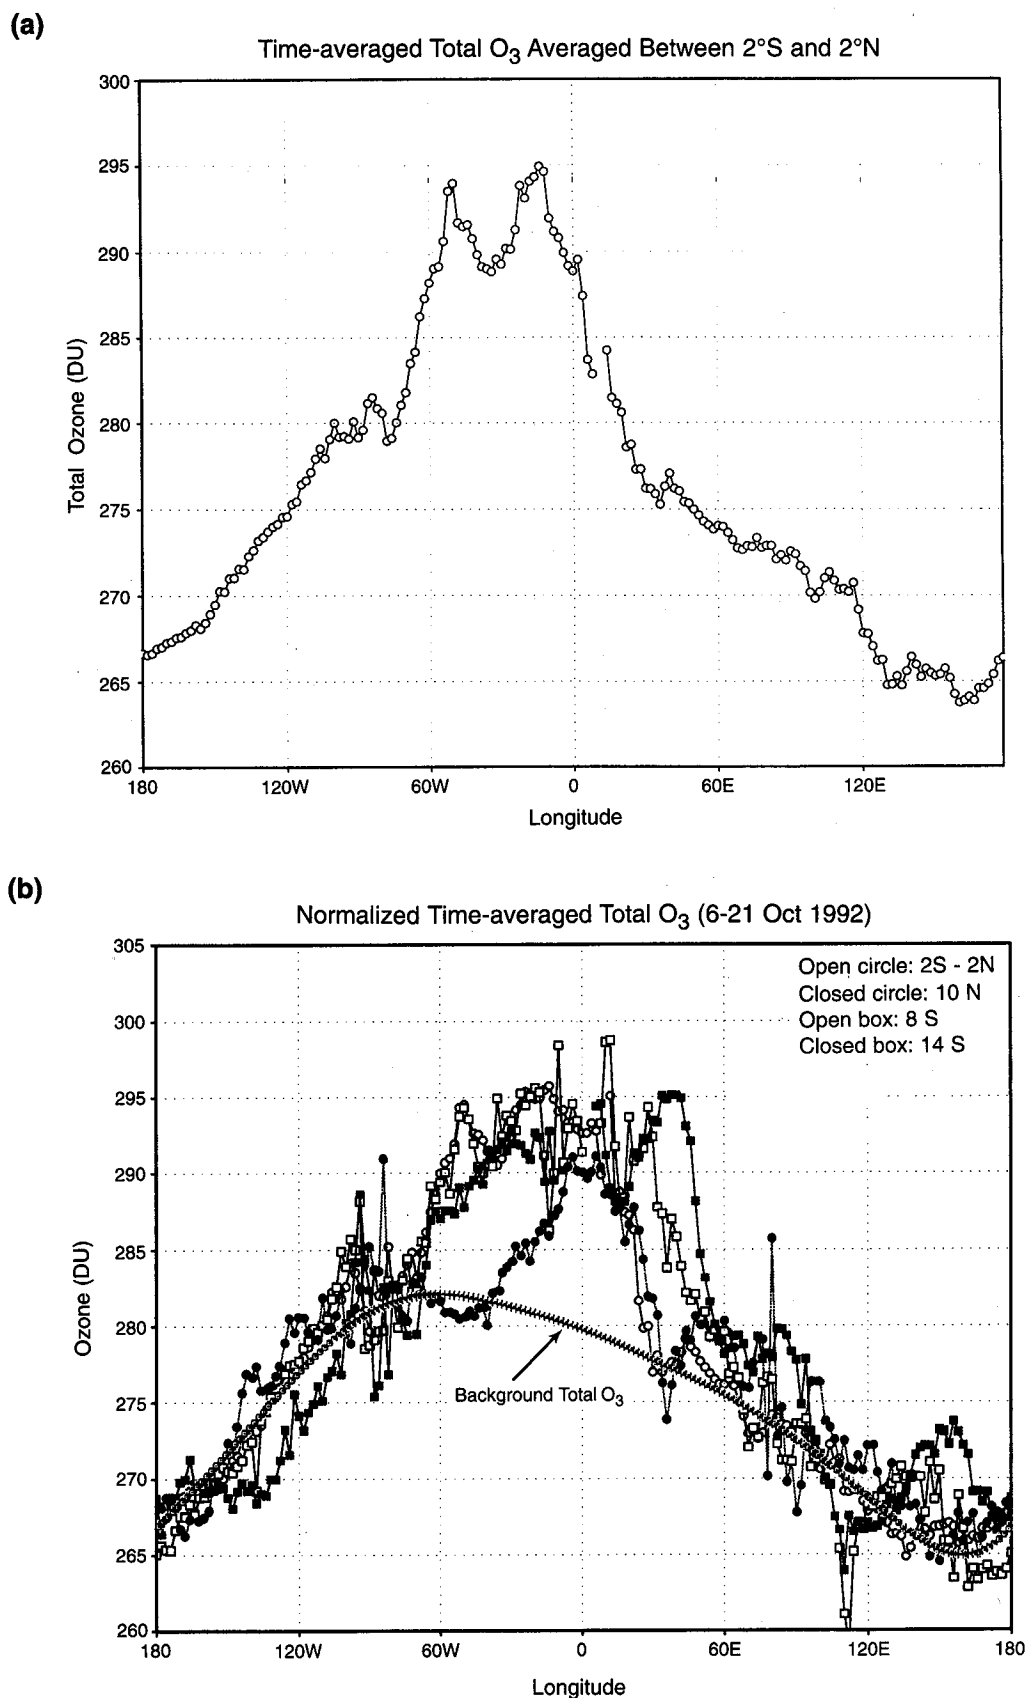 (a)
Time-averaged Total O3 Averaged Between 2°S and 2°N
300
295
290
285
280
275
270
265
260
Total Ozone (DU)
180
120W
60W
0
60E
120E
Longitude
(b)
Normalized Time-averaged Total O3 (6-21 Oct 1992)
305
300
295
290
285
280
275
270
265
260
Ozone (DU)
Open circle: 2S - 2N
Closed circle: 10 N
Open box: 8 S
Closed box: 14 S
Background Total O3
180
120W
60W
0
60E
120E
180
Longitude